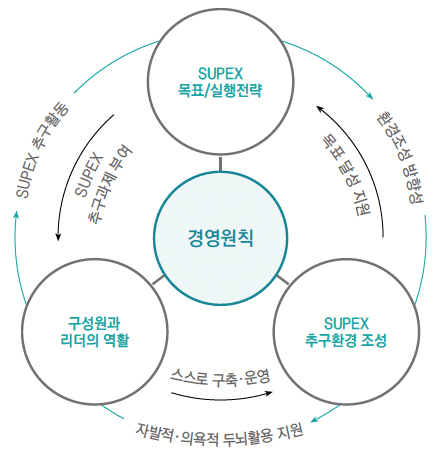 SUPEX
목표/실행전략
SUPEX 추구활동
SUPEX
추구과제 부여
환경조성 방향성
목표 달성 지원
경영원칙
구성원과
리더의 역할
SUPEX
추구환경 조성
스스로 구축·운영
자발적·의욕적 두뇌활용 지원